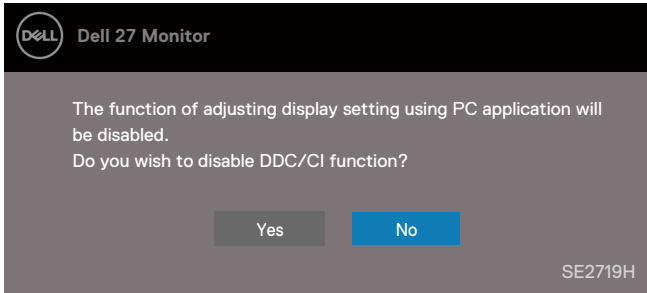 DELL Dell 27 Monitor
The function of adjusting display setting using PC application will
be disabled.
Do you wish to disable DDC/CI function?
Yes No
SE2719H